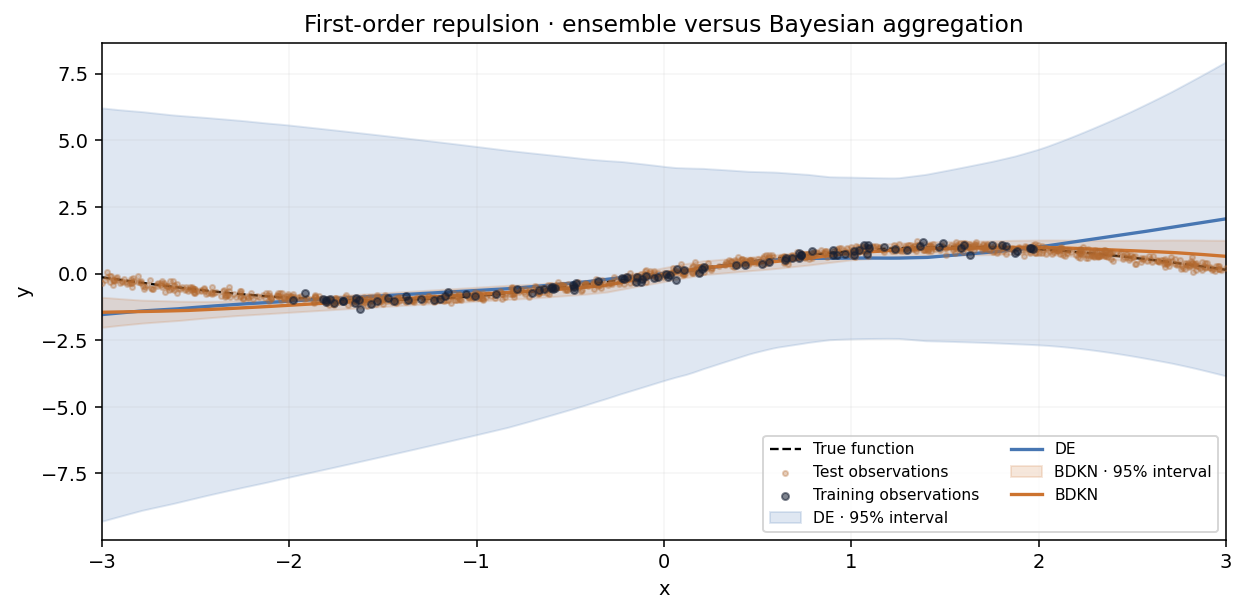 First-order repulsion · ensemble versus Bayesian aggregation
7.5
5.0
2.5
0.0
−2.5
−5.0
−7.5
y
True function
Test observations
Training observations
DE · 95% interval
DE
BDKN · 95% interval
BDKN
−3
−2
−1
0
1
2
3
x